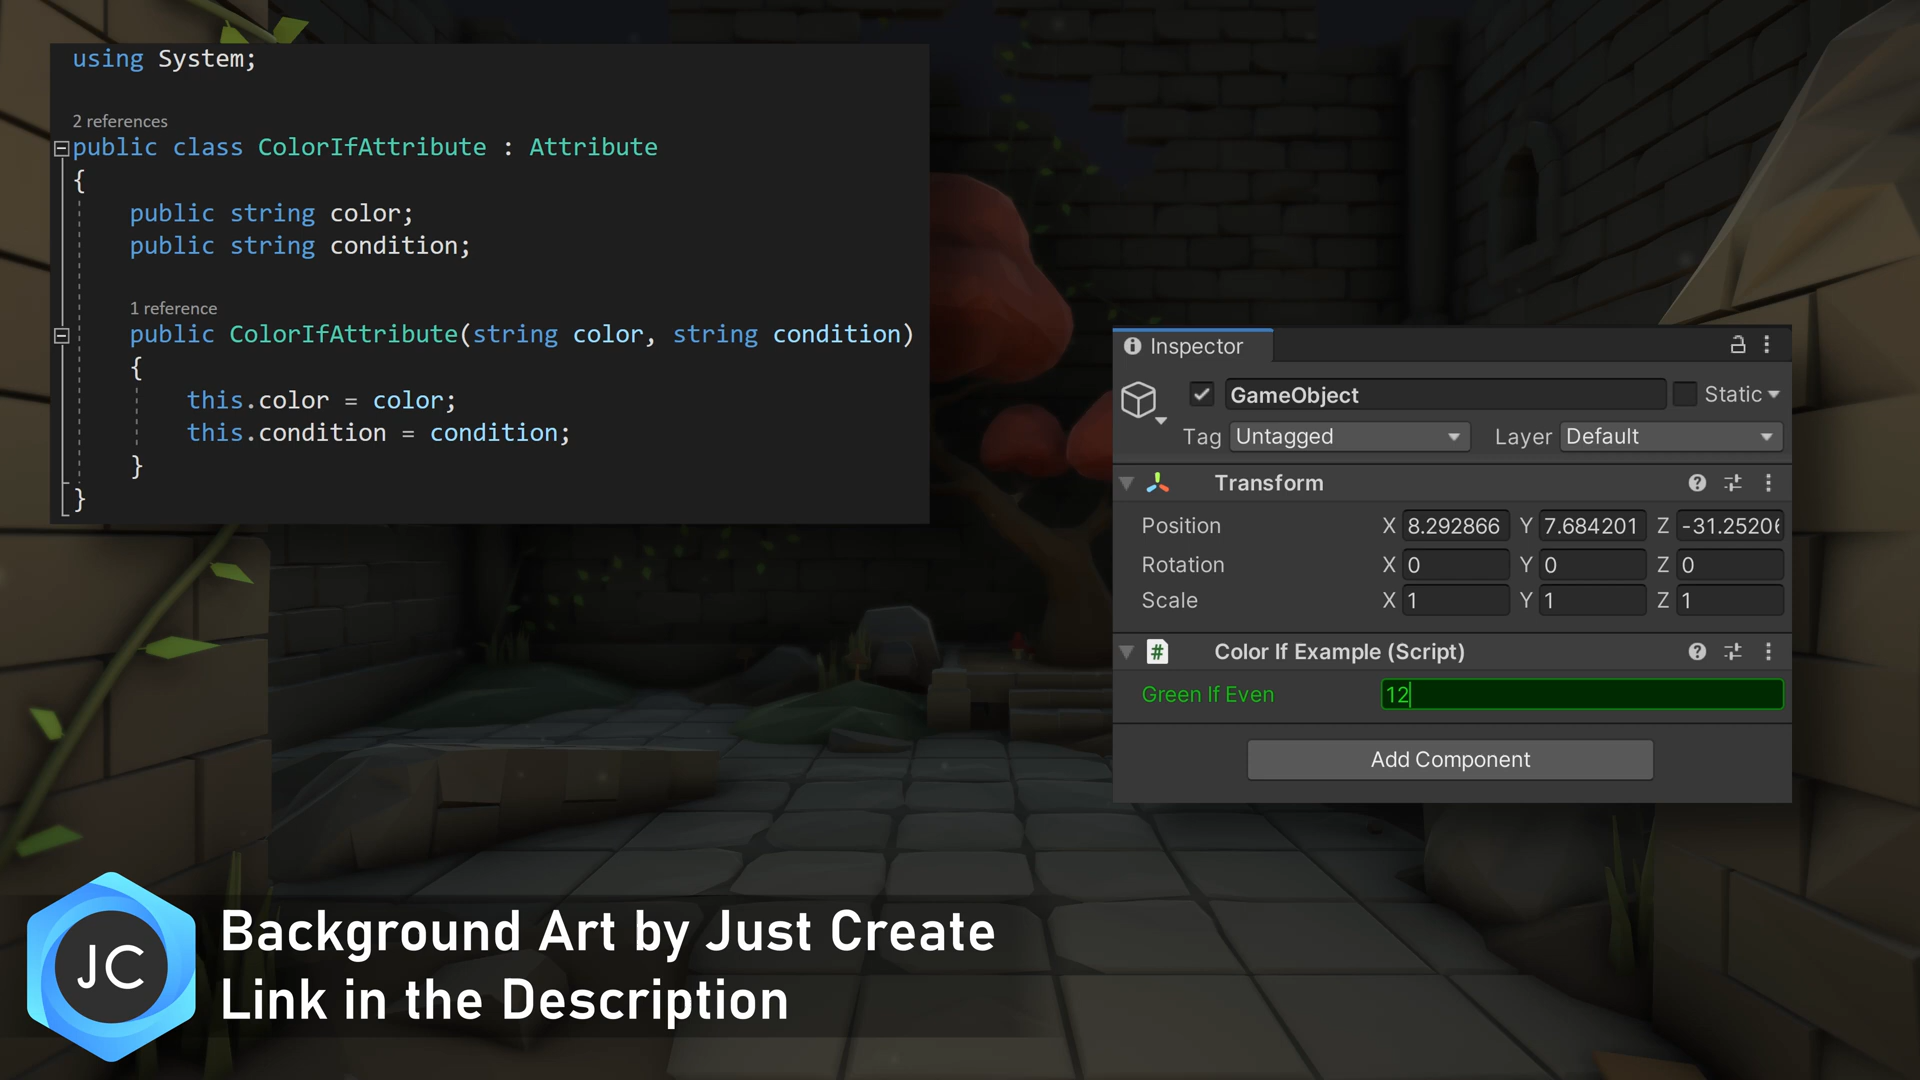 using System;
2 references
public class ColorIfAttribute : Attribute
{
public string color;
public string condition;
1 reference
public ColorIfAttribute(string color, string condition)
{
this.color = color;
this.condition = condition;
}
}
Inspector
GameObject
Static
Tag Untagged Layer Default
Transform
Position X 8.292866 Y 7.684201 Z -31.25206
Rotation X 0 Y 0 Z 0
Scale X 1 Y 1 Z 1
# Color If Example (Script)
Green If Even 12
Add Component
JC
Background Art by Just Create
Link in the Description